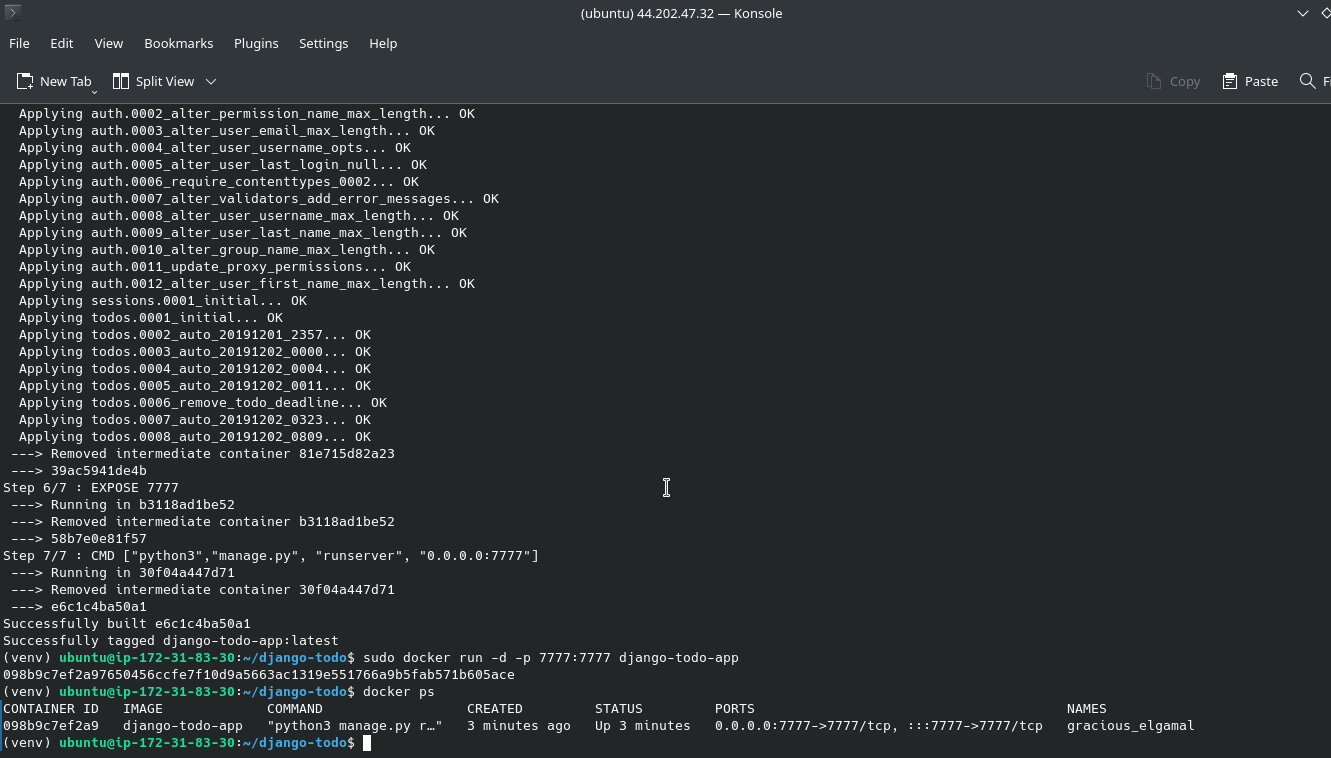 (ubuntu) 44.202.47.32 — Konsole
File Edit View Bookmarks Plugins Settings Help
New Tab Split View Copy Paste
  Applying auth.0002_alter_permission_name_max_length... OK
  Applying auth.0003_alter_user_email_max_length... OK
  Applying auth.0004_alter_user_username_opts... OK
  Applying auth.0005_alter_user_last_login_null... OK
  Applying auth.0006_require_contenttypes_0002... OK
  Applying auth.0007_alter_validators_add_error_messages... OK
  Applying auth.0008_alter_user_username_max_length... OK
  Applying auth.0009_alter_user_last_name_max_length... OK
  Applying auth.0010_alter_group_name_max_length... OK
  Applying auth.0011_update_proxy_permissions... OK
  Applying auth.0012_alter_user_first_name_max_length... OK
  Applying sessions.0001_initial... OK
  Applying todos.0001_initial... OK
  Applying todos.0002_auto_20191201_2357... OK
  Applying todos.0003_auto_20191202_0000... OK
  Applying todos.0004_auto_20191202_0004... OK
  Applying todos.0005_auto_20191202_0011... OK
  Applying todos.0006_remove_todo_deadline... OK
  Applying todos.0007_auto_20191202_0323... OK
  Applying todos.0008_auto_20191202_0809... OK
 ---> Removed intermediate container 81e715d82a23
 ---> 39ac5941de4b
Step 6/7 : EXPOSE 7777
 ---> Running in b3118ad1be52
 ---> Removed intermediate container b3118ad1be52
 ---> 58b7e0e81f57
Step 7/7 : CMD ["python3","manage.py", "runserver", "0.0.0.0:7777"]
 ---> Running in 30f04a447d71
 ---> Removed intermediate container 30f04a447d71
 ---> e6c1c4ba50a1
Successfully built e6c1c4ba50a1
Successfully tagged django-todo-app:latest
(venv) ubuntu@ip-172-31-83-30:~/django-todo$ sudo docker run -d -p 7777:7777 django-todo-app
098b9c7ef2a97650456ccfe7f10d9a5663ac1319e551766a9b5fab571b605ace
(venv) ubuntu@ip-172-31-83-30:~/django-todo$ docker ps
CONTAINER ID   IMAGE             COMMAND                  CREATED         STATUS         PORTS                                       NAMES
098b9c7ef2a9   django-todo-app   "python3 manage.py r…"   3 minutes ago   Up 3 minutes   0.0.0.0:7777->7777/tcp, :::7777->7777/tcp   gracious_elgamal
(venv) ubuntu@ip-172-31-83-30:~/django-todo$